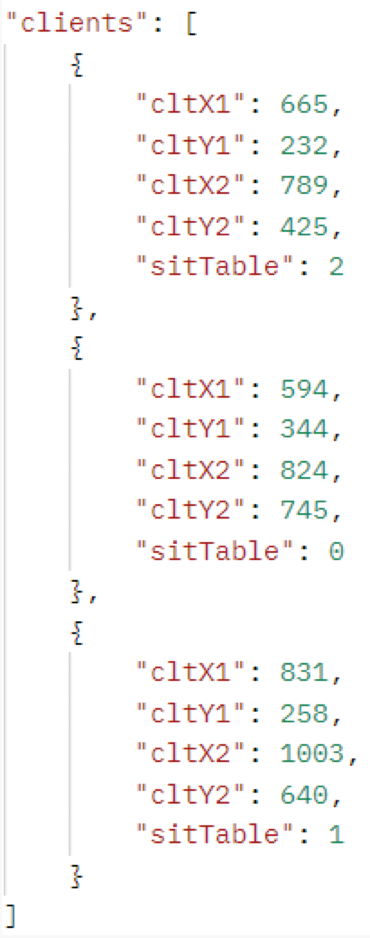 "clients": [
{
"cltX1": 665,
"cltY1": 232,
"cltX2": 789,
"cltY2": 425,
"sitTable": 2
},
{
"cltX1": 594,
"cltY1": 344,
"cltX2": 824,
"cltY2": 745,
"sitTable": 0
},
{
"cltX1": 831,
"cltY1": 258,
"cltX2": 1003,
"cltY2": 640,
"sitTable": 1
}
]